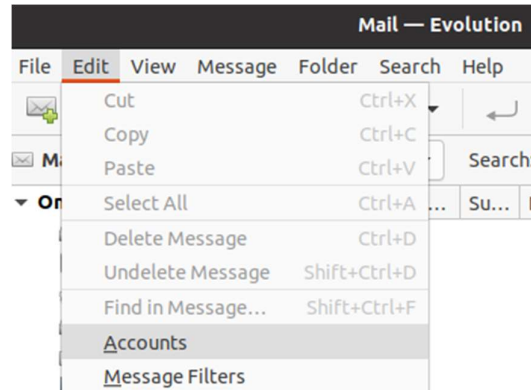 Mail — Evolution
File Edit View Message Folder Search Help
Cut Ctrl+X
Copy Ctrl+C
Paste Ctrl+V
Search
Select All Ctrl+A
... Su...
Delete Message Ctrl+D
Undelete Message Shift+Ctrl+D
Find in Message... Shift+Ctrl+F
Accounts
Message Filters